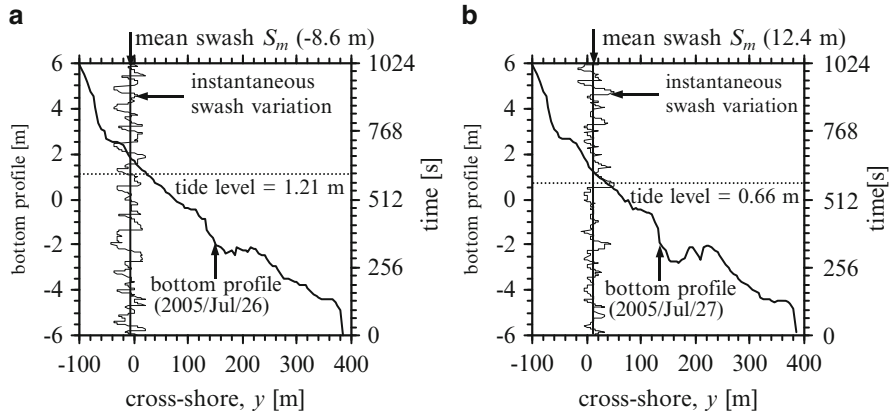 a
mean swash Sm (-8.6 m)
6
4
2
0
-2
-4
-6
bottom profile [m]
instantaneous
swash variation
tide level = 1.21 m
bottom profile
(2005/Jul/26)
1024
768
512
256
0
time [s]
-100 0 100 200 300 400
cross-shore, y [m]
b
mean swash Sm (12.4 m)
6
4
2
0
-2
-4
-6
bottom profile [m]
instantaneous
swash variation
tide level = 0.66 m
bottom profile
(2005/Jul/27)
1024
768
512
256
0
time[s]
-100 0 100 200 300 400
cross-shore, y [m]